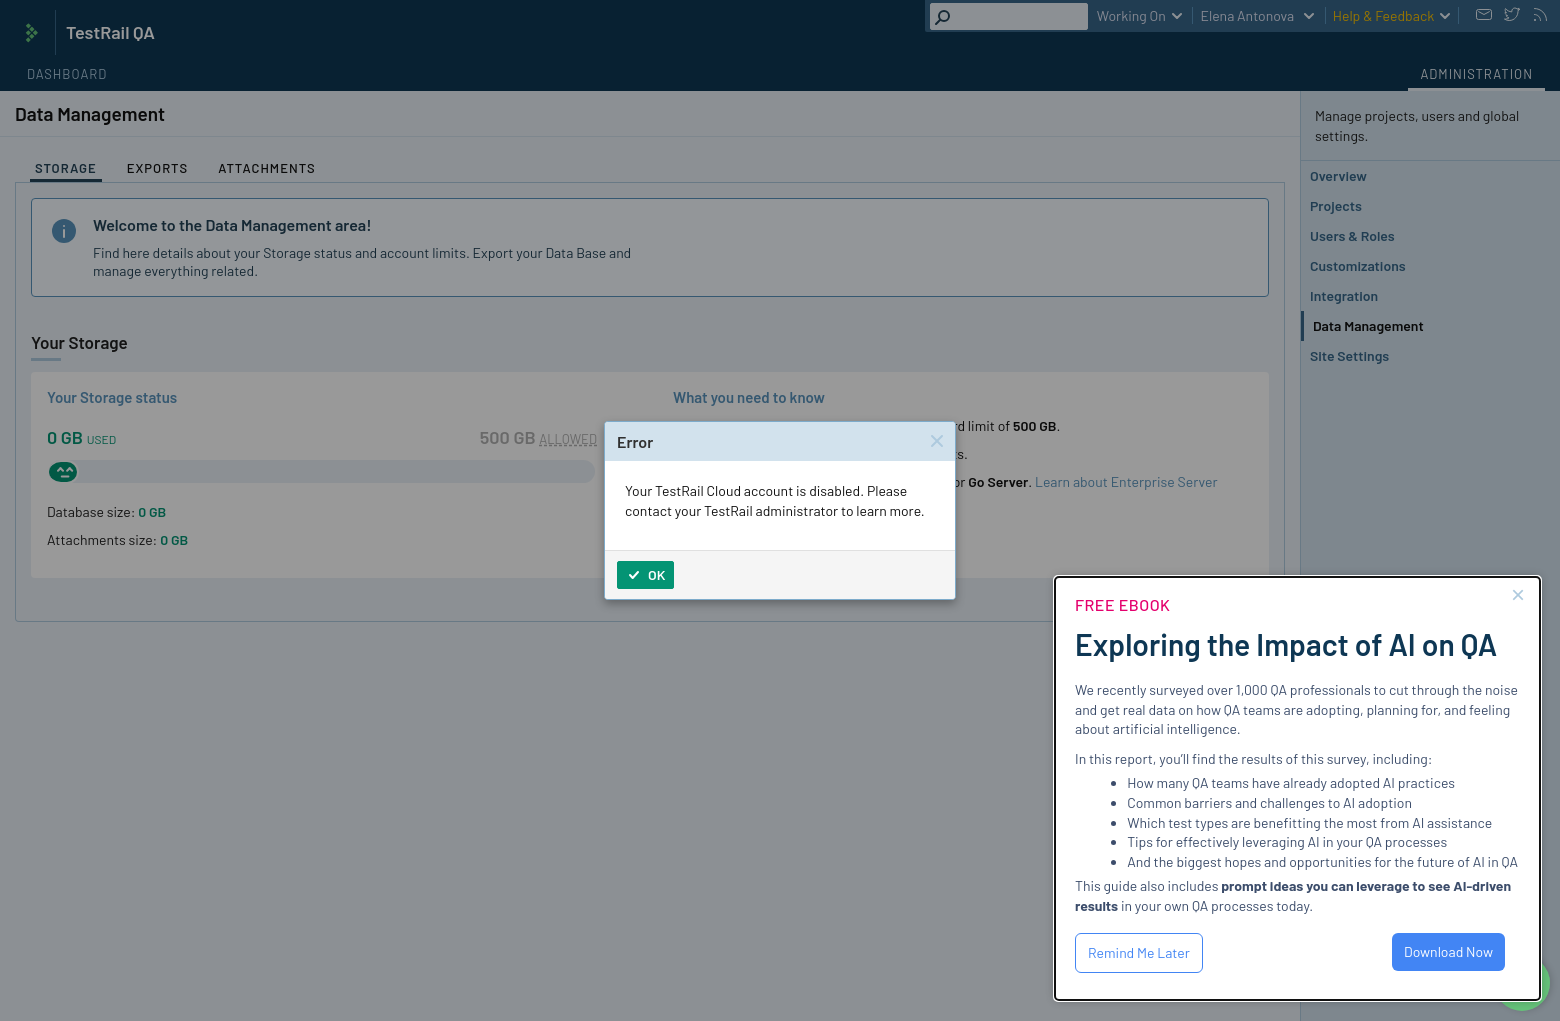 TestRail QA
Working On
Elena Antonova
Help & Feedback
DASHBOARD
ADMINISTRATION
Data Management
Manage projects, users and global
settings.
STORAGE
EXPORTS
ATTACHMENTS
Overview
Projects
Users & Roles
Customizations
Integration
Data Management
Site Settings
Welcome to the Data Management area!
Find here details about your Storage status and account limits. Export your Data Base and
manage everything related.
Your Storage
Your Storage status
0 GB USED
500 GB ALLOWED
Database size: 0 GB
Attachments size: 0 GB
What you need to know
limit of 500 GB.
Go Server. Learn about Enterprise Server
Error
Your TestRail Cloud account is disabled. Please
contact your TestRail administrator to learn more.
OK
FREE EBOOK
Exploring the Impact of AI on QA
We recently surveyed over 1,000 QA professionals to cut through the noise
and get real data on how QA teams are adopting, planning for, and feeling
about artificial intelligence.
In this report, you'll find the results of this survey, including:
• How many QA teams have already adopted AI practices
• Common barriers and challenges to AI adoption
• Which test types are benefitting the most from AI assistance
• Tips for effectively leveraging AI in your QA processes
• And the biggest hopes and opportunities for the future of AI in QA
This guide also includes prompt ideas you can leverage to see AI-driven
results in your own QA processes today.
Remind Me Later
Download Now